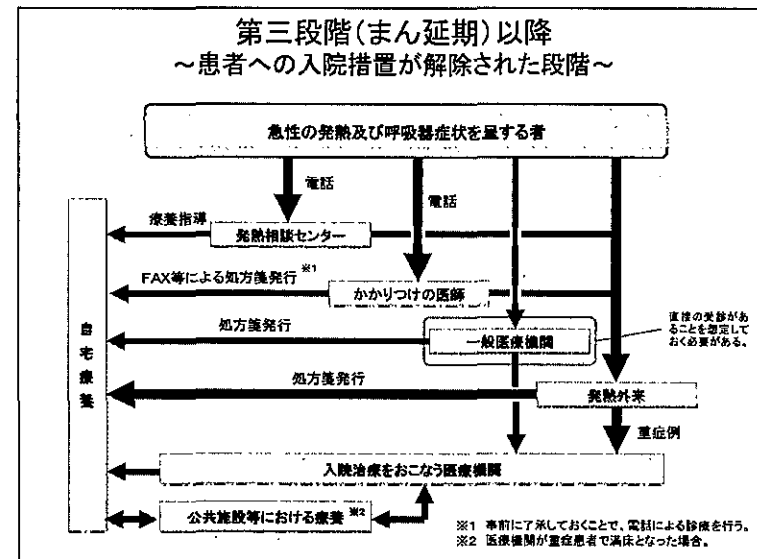 第三段階(まん延期)以降
～患者への入院措置が解除された段階～
急性の発熱及び呼吸器症状を呈する者
電話
電話
療養指導
発熱相談センター
FAX等による処方箋発行 ※1
かかりつけの医師
処方箋発行
一般医療機関
直接の受診があ
ることを想定して
おく必要がある。
自宅療養
処方箋発行
発熱外来
重症例
入院治療をおこなう医療機関
公共施設等における療養 ※2
※1 事前に了承しておくことで、電話による診療を行う。
※2 医療機関が重症患者で満床となった場合。